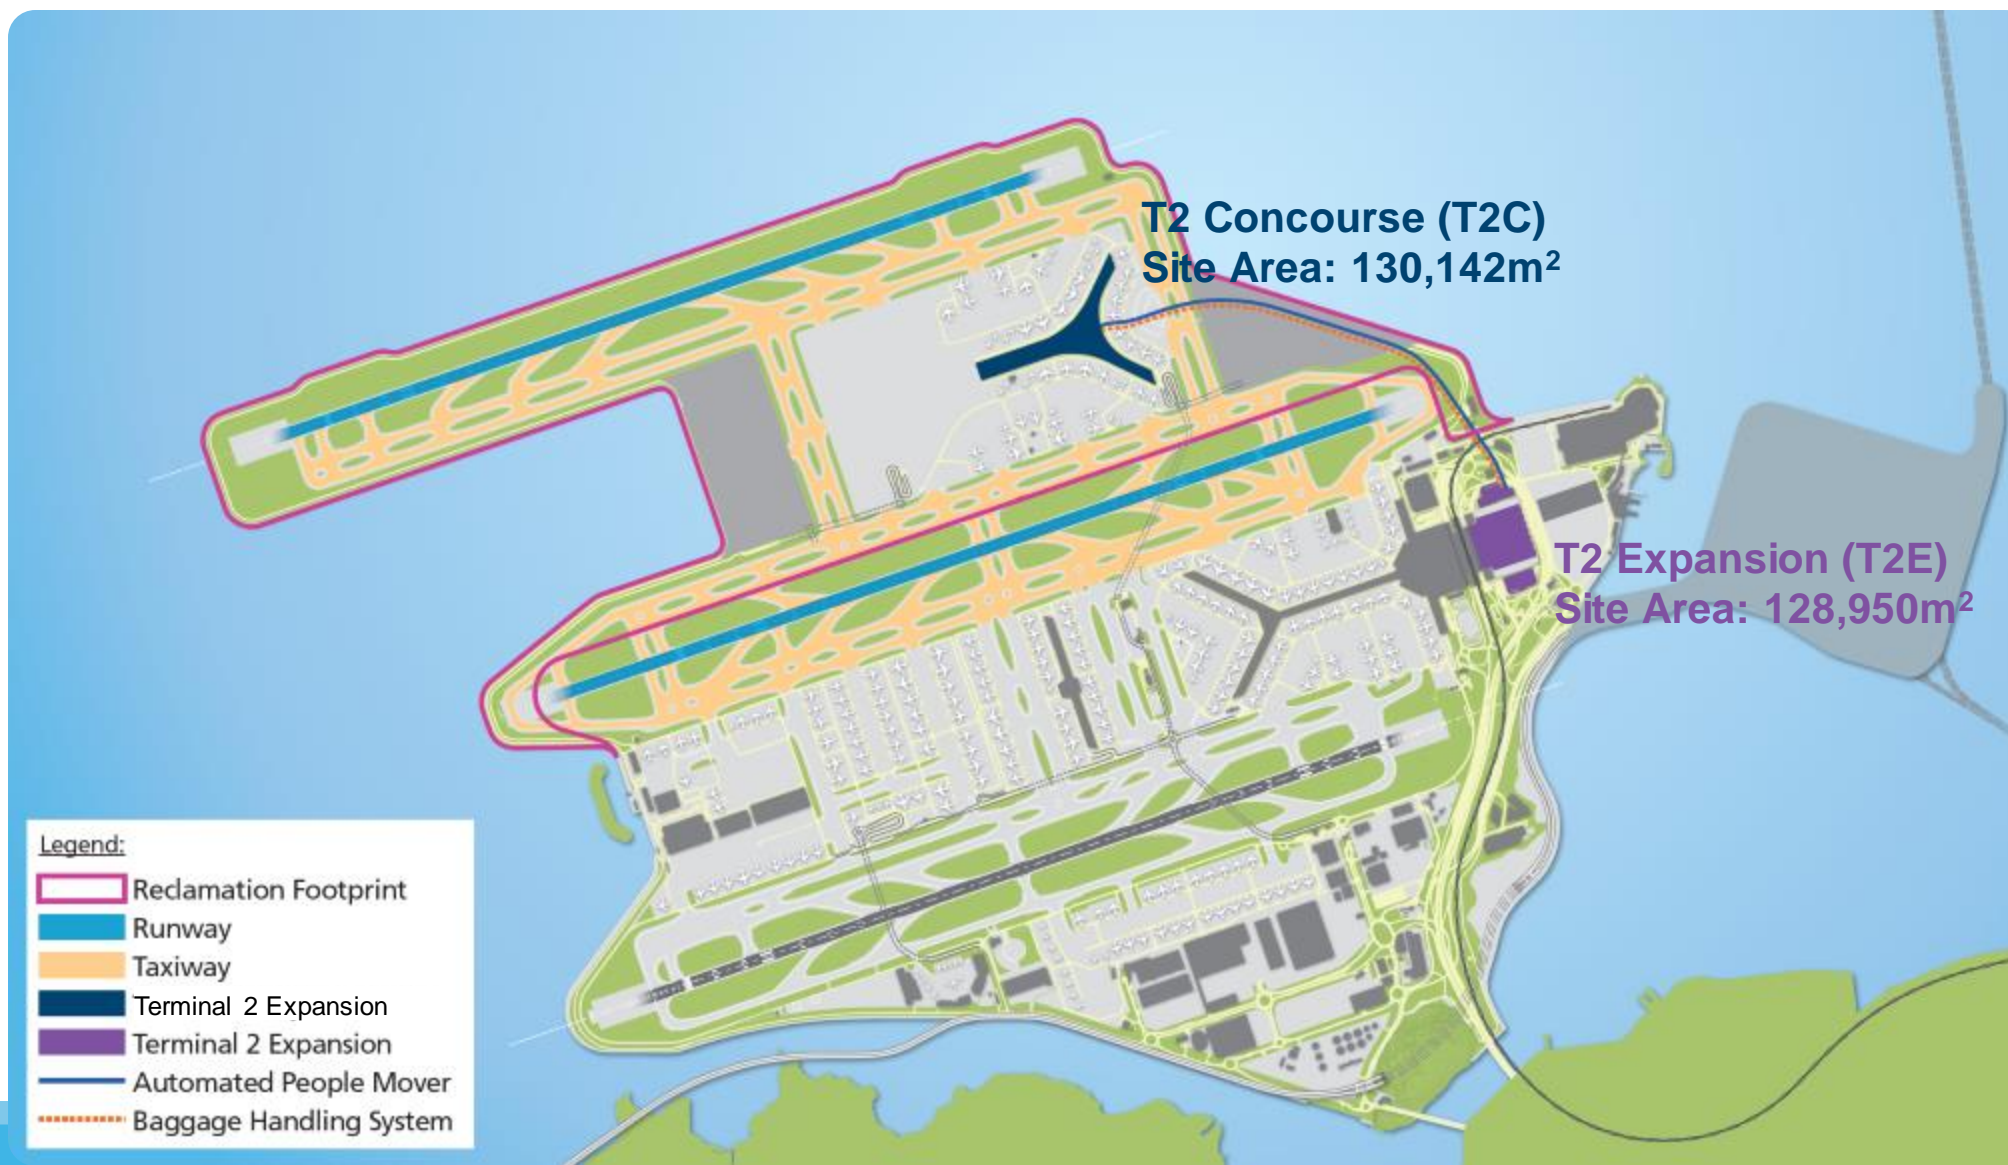 T2 Concourse (T2C)
Site Area: 130,142m²
T2 Expansion (T2E)
Site Area: 128,950m²
Legend:
Reclamation Footprint
Runway
Taxiway
Terminal 2 Expansion
Terminal 2 Expansion
Automated People Mover
Baggage Handling System